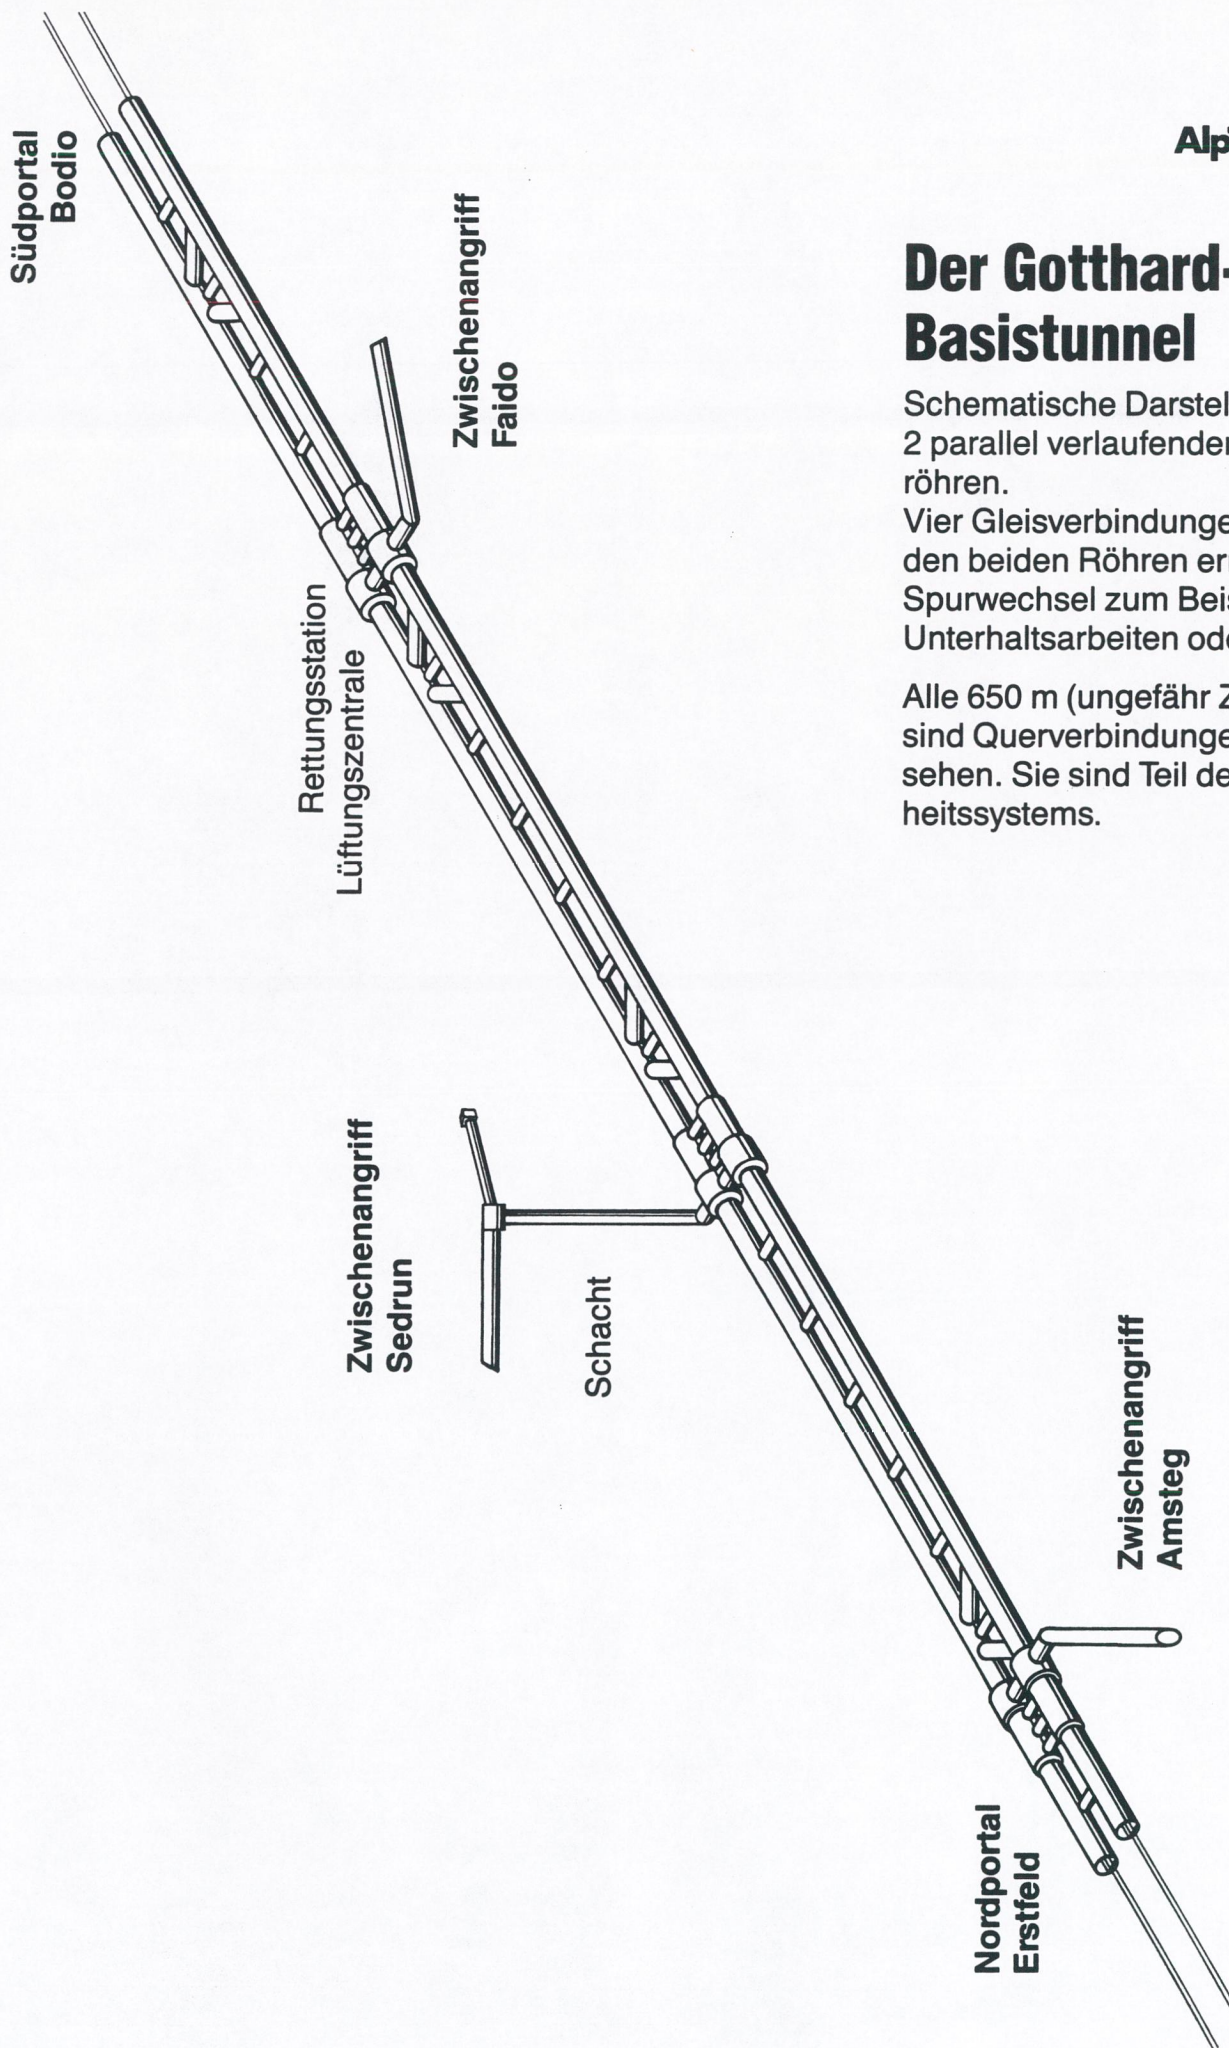 Südportal
Bodio
Zwischenangriff
Faido
Rettungsstation
Lüftungszentrale
Zwischenangriff
Sedrun
Schacht
Zwischenangriff
Amsteg
Nordportal
Erstfeld
Alp
Der Gotthard-
Basistunnel
Schematische Darstel
2 parallel verlaufender
röhren.
Vier Gleisverbindunge
den beiden Röhren er
Spurwechsel zum Beis
Unterhaltsarbeiten ode
Alle 650 m (ungefähr Z
sind Querverbindunge
sehen. Sie sind Teil de
heitssystems.